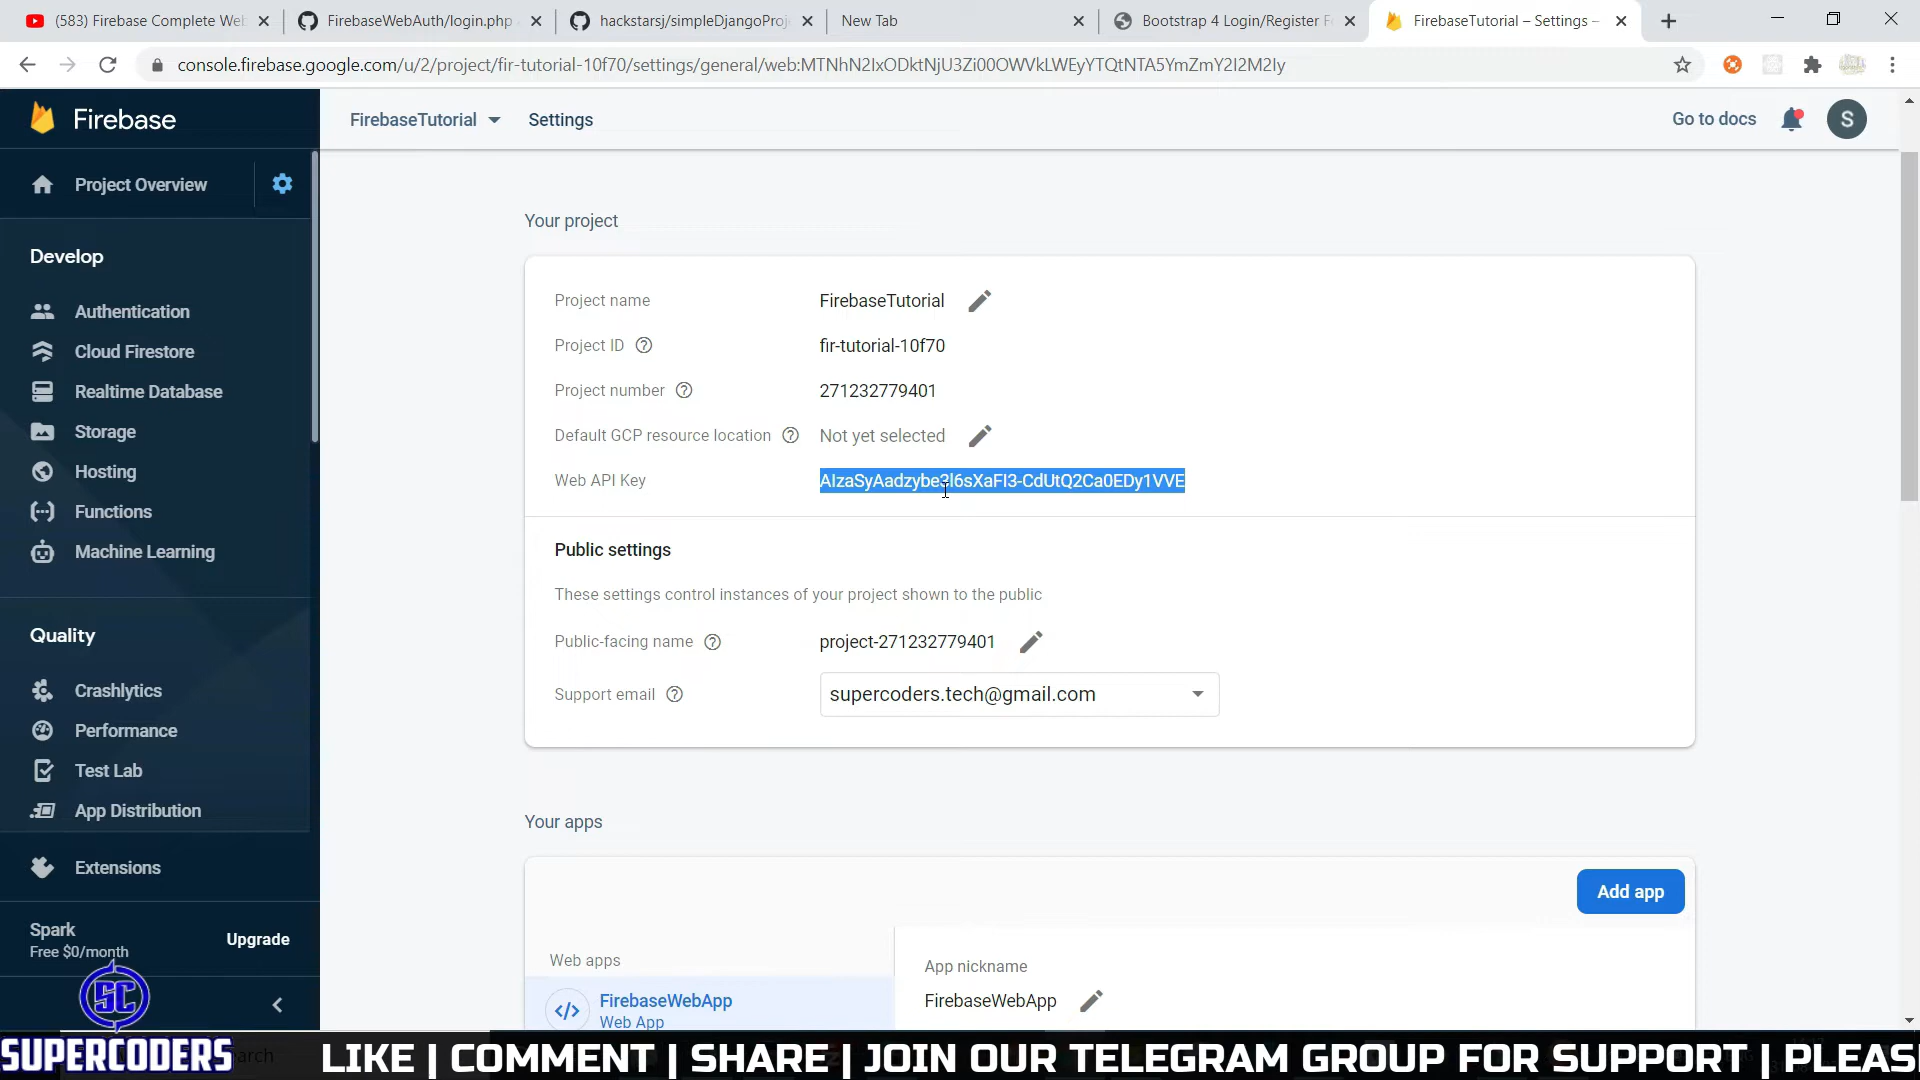 (583) Firebase Complete Web
FirebaseWebAuth/login.php
hackstarsj/simpleDjangoProj
New Tab
Bootstrap 4 Login/Register Fo
FirebaseTutorial – Settings –
console.firebase.google.com/u/2/project/fir-tutorial-10f70/settings/general/web:MTNhN2IxODktNjU3Zi00OWVkLWEyYTQtNTA5YmZmY2I2M2Iy
Firebase
FirebaseTutorial
Settings
Go to docs
S
Project Overview
Develop
Authentication
Cloud Firestore
Realtime Database
Storage
Hosting
Functions
Machine Learning
Quality
Crashlytics
Performance
Test Lab
App Distribution
Extensions
Spark
Free $0/month
Upgrade
Your project
Project name
FirebaseTutorial
Project ID
fir-tutorial-10f70
Project number
271232779401
Default GCP resource location
Not yet selected
Web API Key
AIzaSyAadzybe3l6sXaFI3-CdUtQ2Ca0EDy1VVE
Public settings
These settings control instances of your project shown to the public
Public-facing name
project-271232779401
Support email
supercoders.tech@gmail.com
Your apps
Add app
Web apps
FirebaseWebApp
Web App
App nickname
FirebaseWebApp
SC
SUPERCODERS
LIKE | COMMENT | SHARE | JOIN OUR TELEGRAM GROUP FOR SUPPORT | PLEAS